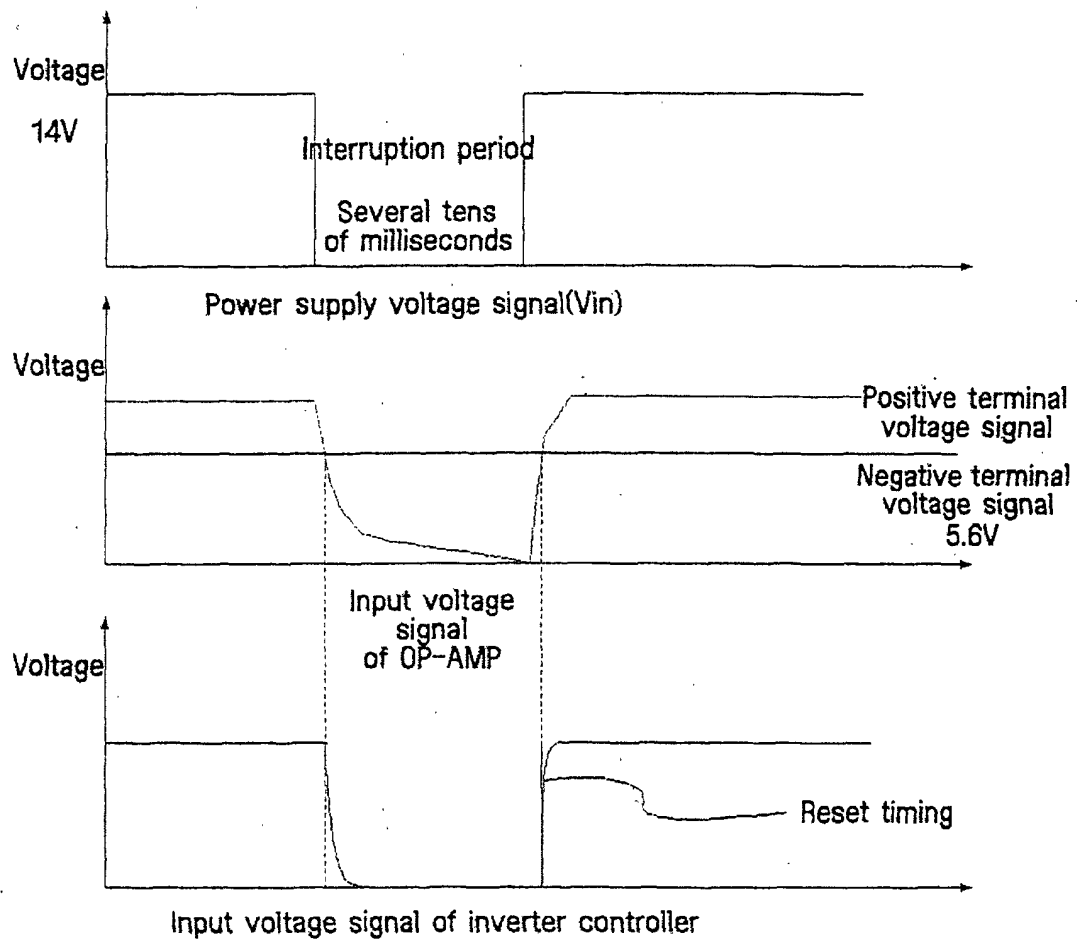 Voltage
14V
Interruption period
Several tens
of milliseconds
Power supply voltage signal(Vin)
Voltage
Positive terminal
voltage signal
Negative terminal
voltage signal
5.6V
Input voltage
signal
of OP-AMP
Voltage
Reset timing
Input voltage signal of inverter controller